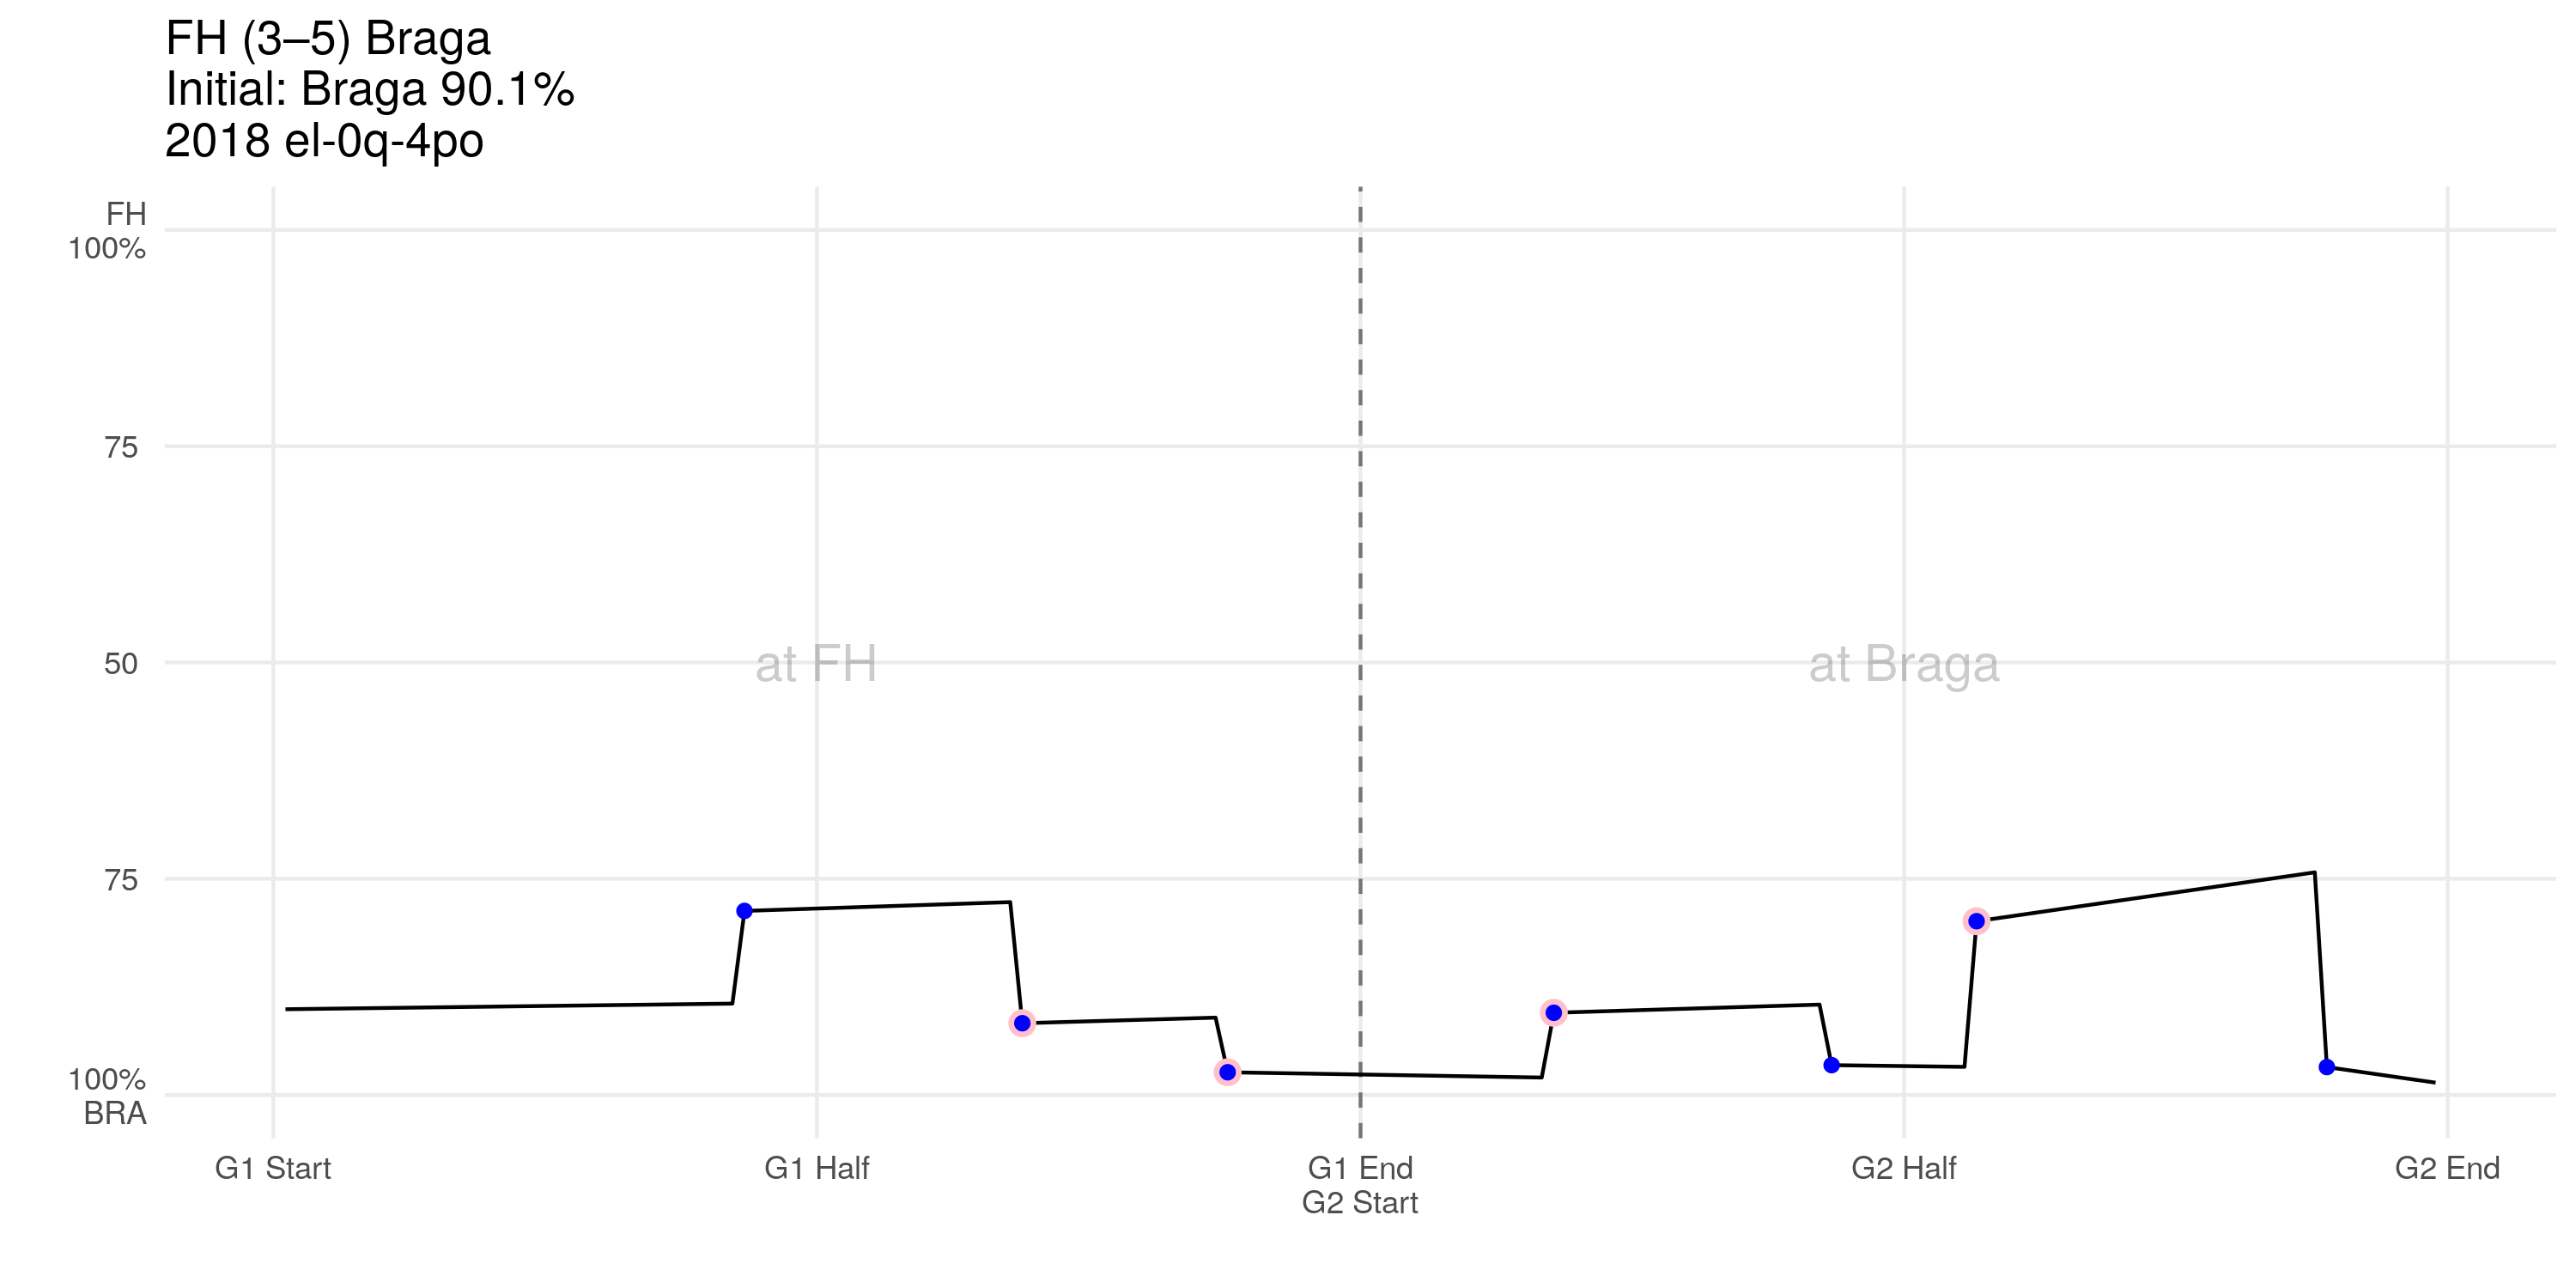 FH (3–5) Braga
Initial: Braga 90.1%
2018 el-0q-4po
FH
100%
75
50
75
100%
BRA
at FH
at Braga
G1 Start
G1 Half
G1 End
G2 Start
G2 Half
G2 End